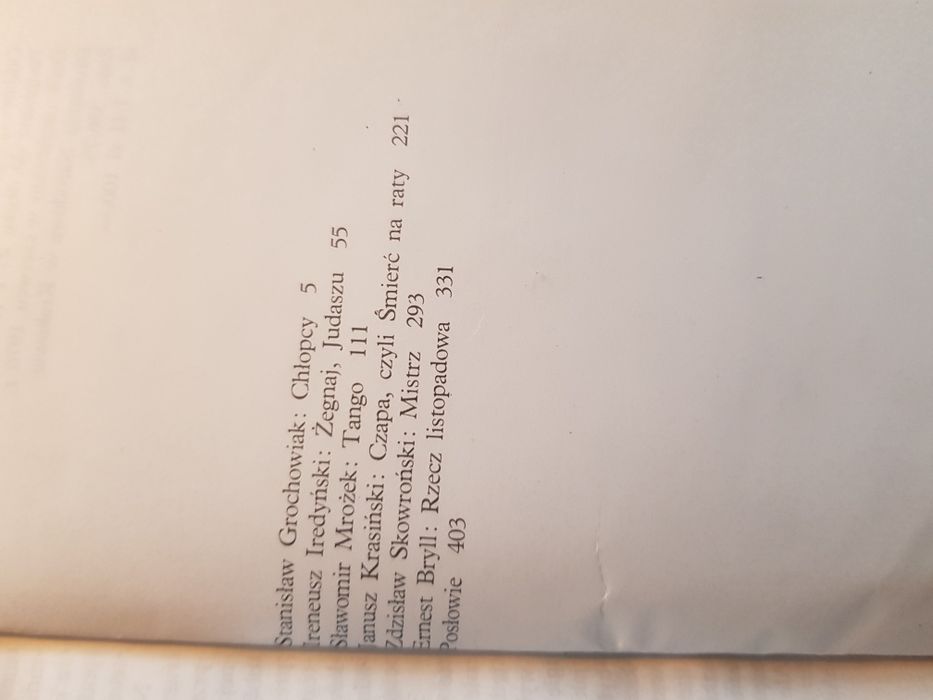 Stanisław Grochowiak: Chłopcy 5
Ireneusz Iredyński: Żegnaj, Judaszu 55
Sławomir Mrożek: Tango 111
Janusz Krasiński: Czapa, czyli Śmierć na raty 221
Zdzisław Skowroński: Mistrz 293
Ernest Bryll: Rzecz listopadowa 331
Posłowie 403